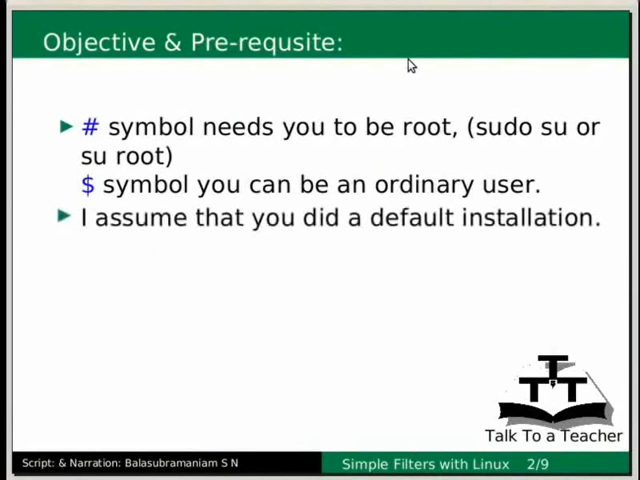 Objective & Pre-requsite:
# symbol needs you to be root, (sudo su or
su root)
$ symbol you can be an ordinary user.
I assume that you did a default installation.
TTT
Talk To a Teacher
Script: & Narration: Balasubramaniam S N
Simple Filters with Linux 2/9